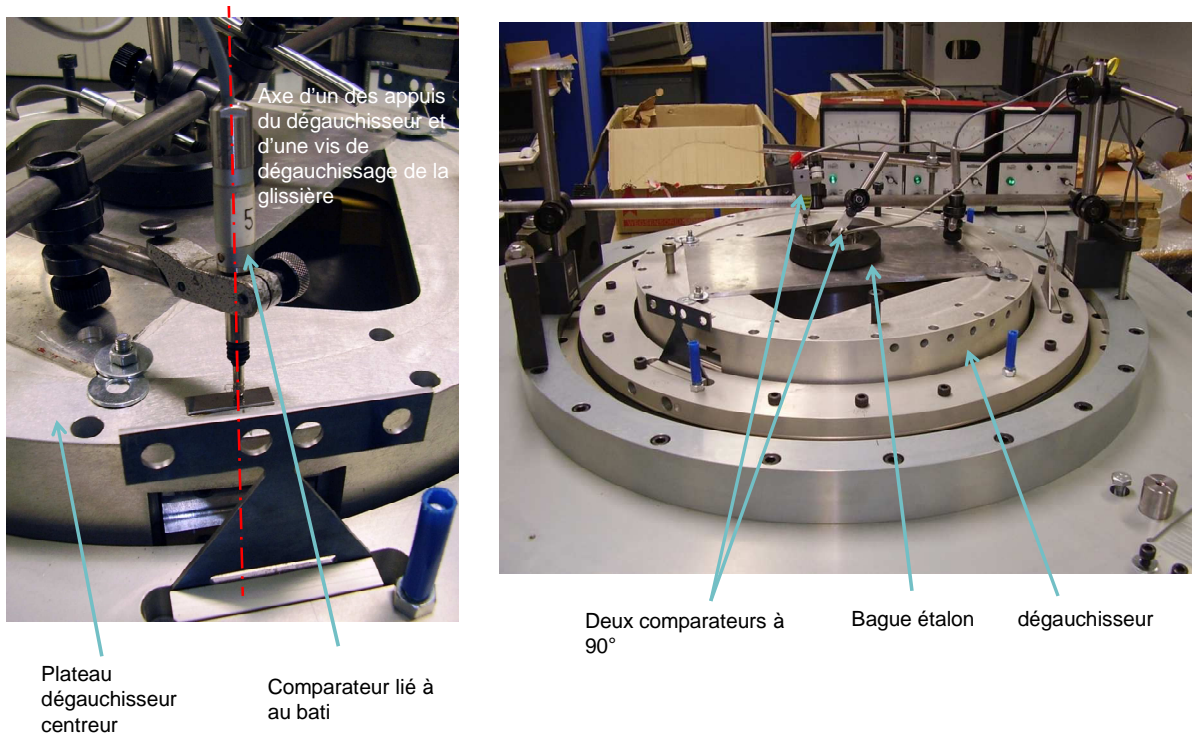 Axe d'un des appuis
du dégauchisseur et
d'une vis de
dégauchissage de la
glissière
5
Plateau
dégauchisseur
centreur
Comparateur lié à
au bati
Deux comparateurs à
90°
Bague étalon
dégauchisseur